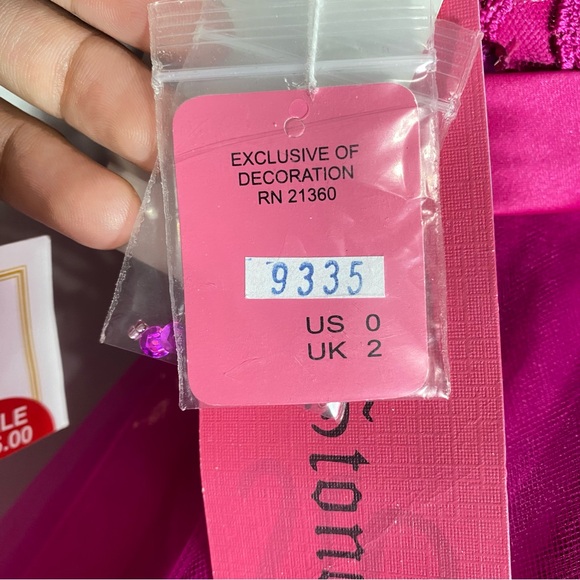 EXCLUSIVE OF
DECORATION
RN 21360
9335
US 0
UK 2